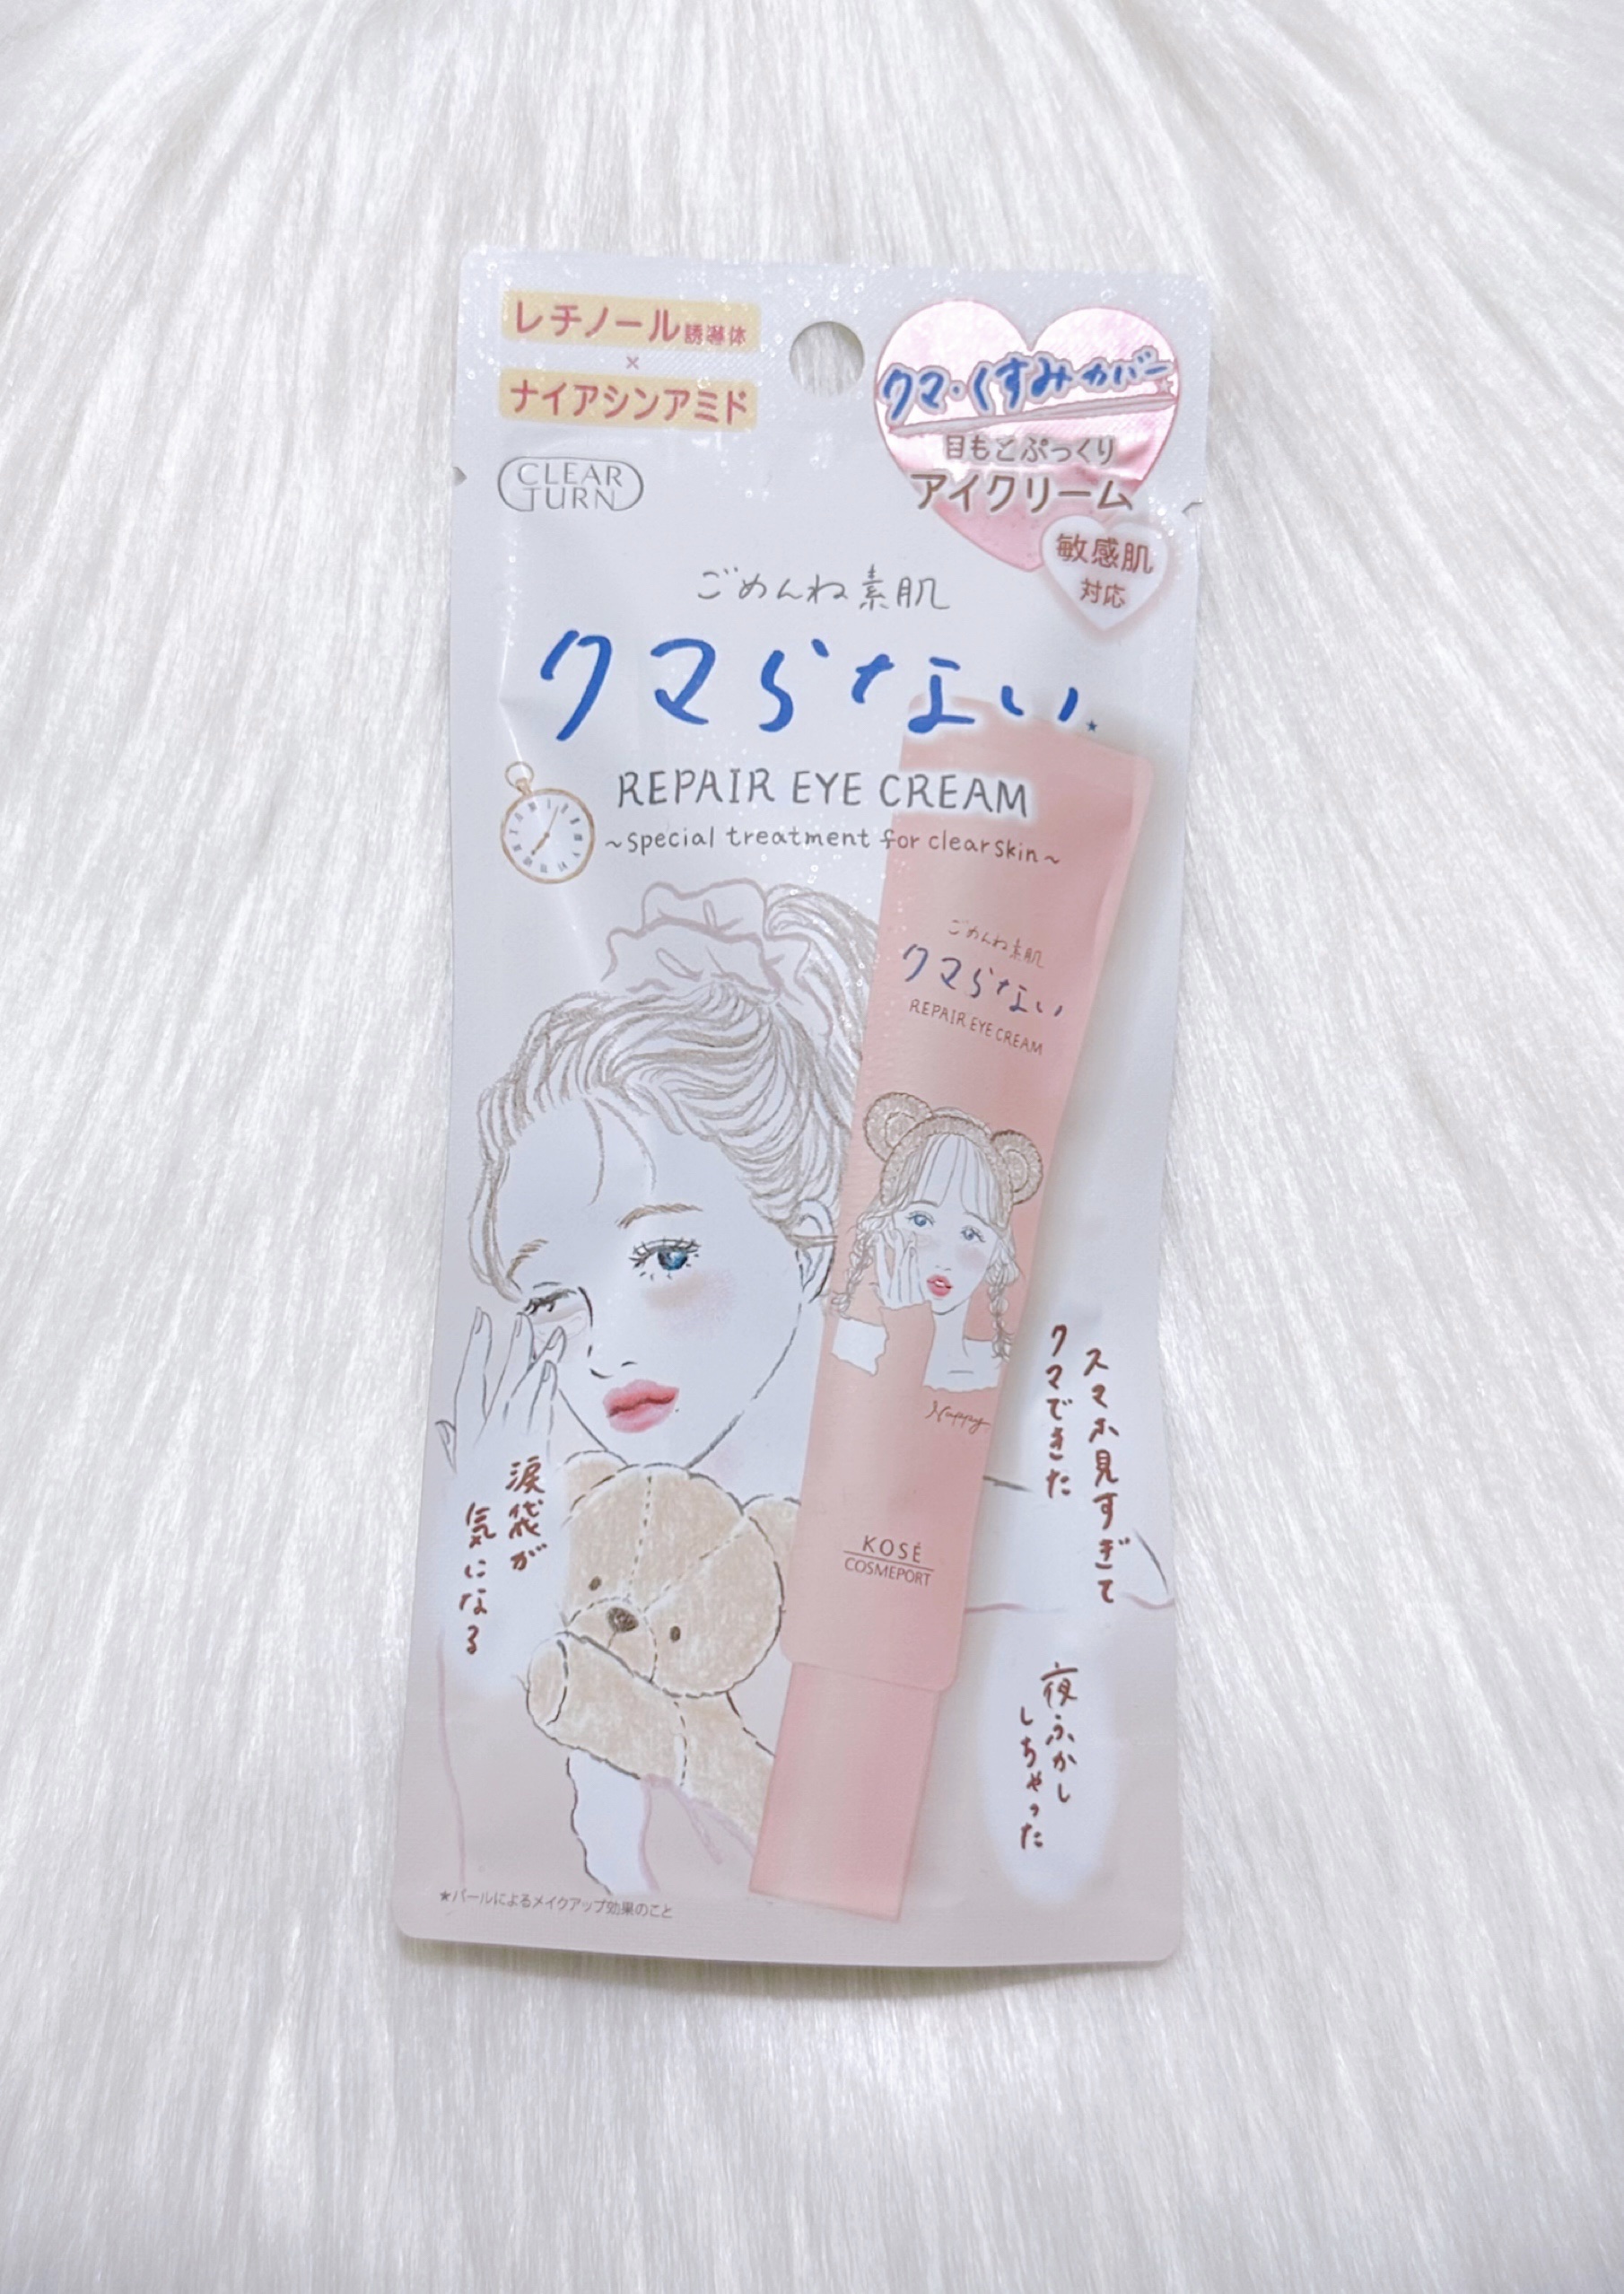 レチノール誘導体
×
ナイアシンアミド
CLEAR
TURN
クマ・くすみカバー★
目もとぷっくり
アイクリーム
敏感肌
対応
ごめんね素肌
クマらない★
REPAIR EYE CREAM
~special treatment for clear skin~
ごめんね素肌
クマらない
REPAIR EYE CREAM
Happy
KOSÉ
COSMEPORT
スマホ見すぎて
クマできた
涙袋が
気になる
夜ふかし
しちゃった
★パールによるメイクアップ効果のこと